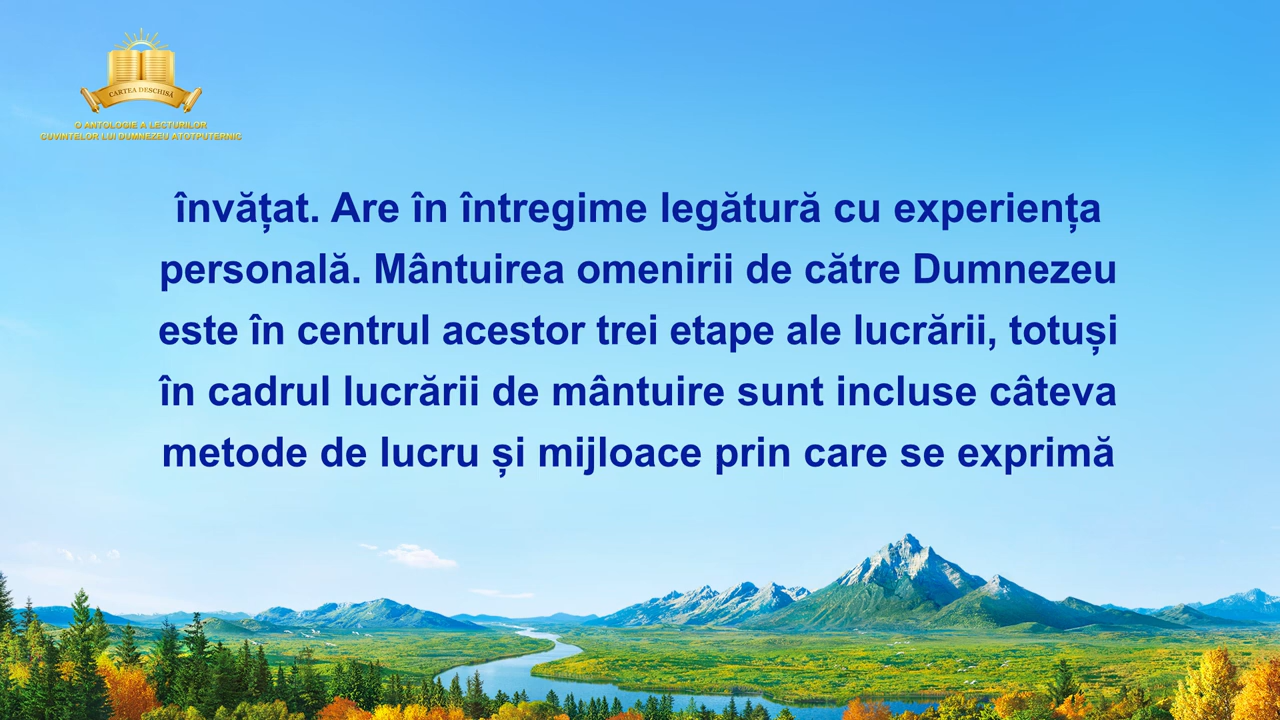 CARTEA DESCHISĂ
O ANTOLOGIE A LECTURILOR
CUVINTELOR LUI DUMNEZEU ATOTPUTERNIC
învățat. Are în întregime legătură cu experiența
personală. Mântuirea omenirii de către Dumnezeu
este în centrul acestor trei etape ale lucrării, totuși
în cadrul lucrării de mântuire sunt incluse câteva
metode de lucru și mijloace prin care se exprimă